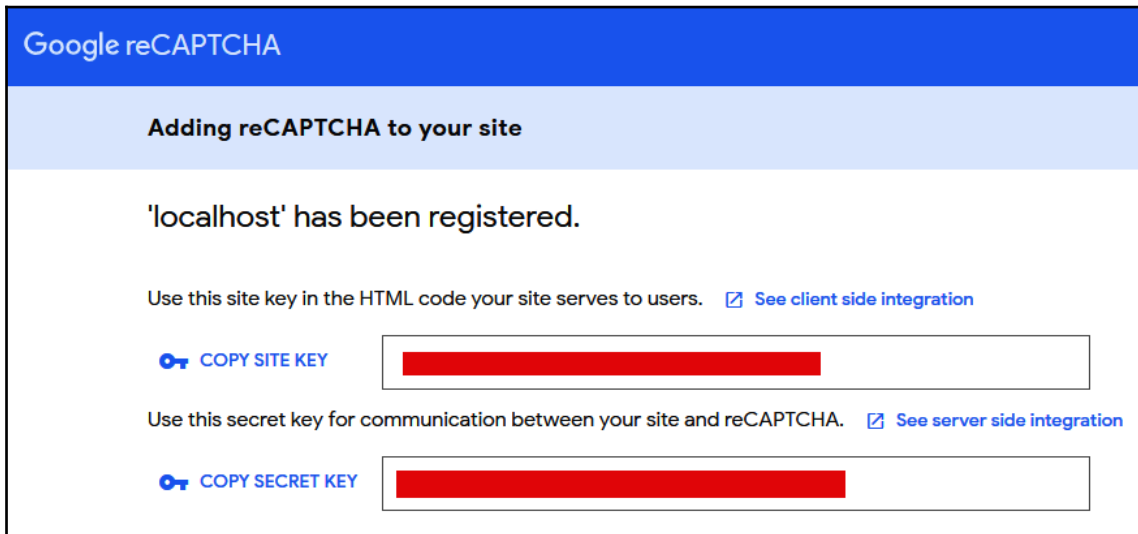 Google reCAPTCHA
Adding reCAPTCHA to your site
'localhost' has been registered.
Use this site key in the HTML code your site serves to users. See client side integration
COPY SITE KEY
Use this secret key for communication between your site and reCAPTCHA. See server side integration
COPY SECRET KEY